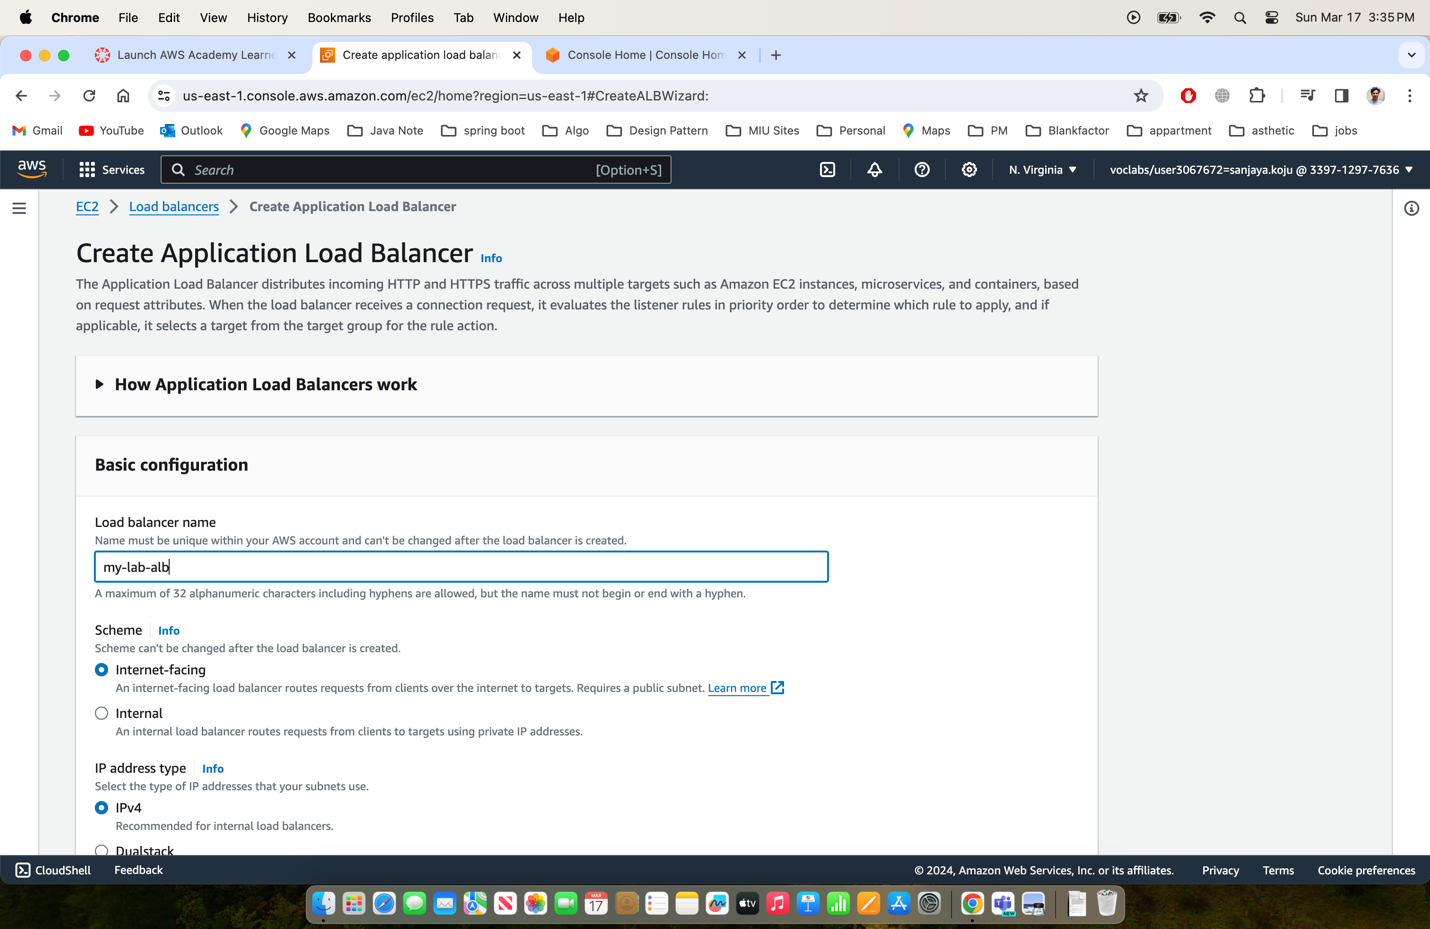 Chrome File Edit View History Bookmarks Profiles Tab Window Help Sun Mar 17 3:35 PM
Launch AWS Academy Learne Create application load balan Console Home | Console Hom
us-east-1.console.aws.amazon.com/ec2/home?region=us-east-1#CreateALBWizard:
Gmail YouTube Outlook Google Maps Java Note spring boot Algo Design Pattern MIU Sites Personal Maps PM Blankfactor appartment asthetic jobs
aws Services Search [Option+S] N. Virginia voclabs/user3067672=sanjaya.koju @ 3397-1297-7636
EC2 Load balancers Create Application Load Balancer
Create Application Load Balancer Info
The Application Load Balancer distributes incoming HTTP and HTTPS traffic across multiple targets such as Amazon EC2 instances, microservices, and containers, based
on request attributes. When the load balancer receives a connection request, it evaluates the listener rules in priority order to determine which rule to apply, and if
applicable, it selects a target from the target group for the rule action.
How Application Load Balancers work
Basic configuration
Load balancer name
Name must be unique within your AWS account and can't be changed after the load balancer is created.
my-lab-alb
A maximum of 32 alphanumeric characters including hyphens are allowed, but the name must not begin or end with a hyphen.
Scheme Info
Scheme can't be changed after the load balancer is created.
Internet-facing
An internet-facing load balancer routes requests from clients over the internet to targets. Requires a public subnet. Learn more
Internal
An internal load balancer routes requests from clients to targets using private IP addresses.
IP address type Info
Select the type of IP addresses that your subnets use.
IPv4
Recommended for internal load balancers.
Dualstack
CloudShell Feedback © 2024, Amazon Web Services, Inc. or its affiliates. Privacy Terms Cookie preferences
MAR
17
tv
NEW